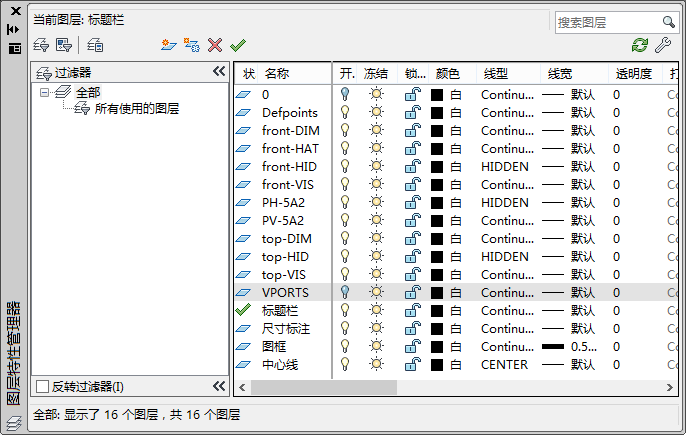 当前图层: 标题栏
搜索图层
过滤器
全部
所有使用的图层
反转过滤器(I)
状 名称 开. 冻结 锁... 颜色 线型 线宽 透明度 打
0 白 Continu... 默认 0 Co
Defpoints 白 Continu... 默认 0 Co
front-DIM 白 Continu... 默认 0 Co
front-HAT 白 Continu... 默认 0 Co
front-HID 白 HIDDEN 默认 0 Co
front-VIS 白 Continu... 默认 0 Co
PH-5A2 白 HIDDEN 默认 0 Co
PV-5A2 白 Continu... 默认 0 Co
top-DIM 白 Continu... 默认 0 Co
top-HID 白 HIDDEN 默认 0 Co
top-VIS 白 Continu... 默认 0 Co
VPORTS 白 Continu... 默认 0 Co
标题栏 白 Continu... 默认 0 Co
尺寸标注 白 Continu... 默认 0 Co
图框 白 Continu... 0.5... 0 Co
中心线 白 CENTER 默认 0 Co
图层特性管理器
全部: 显示了 16 个图层，共 16 个图层